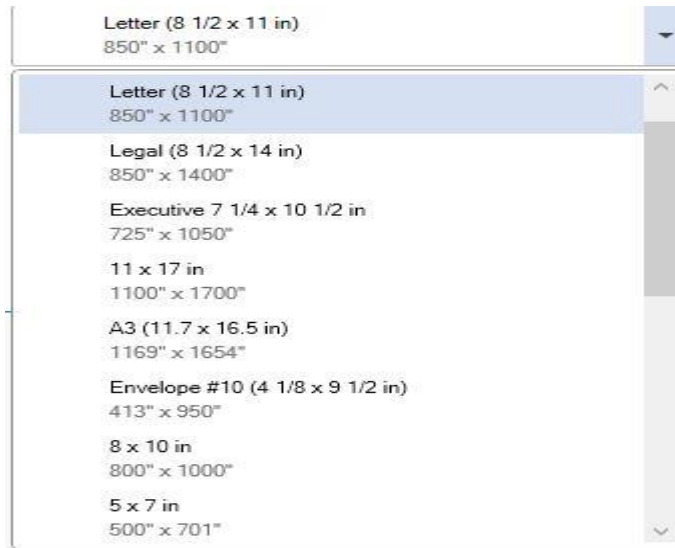 Letter (8 1/2 x 11 in)
850" x 1100"
Letter (8 1/2 x 11 in)
850" x 1100"
Legal (8 1/2 x 14 in)
850" x 1400"
Executive 7 1/4 x 10 1/2 in
725" x 1050"
11 x 17 in
1100" x 1700"
A3 (11.7 x 16.5 in)
1169" x 1654"
Envelope #10 (4 1/8 x 9 1/2 in)
413" x 950"
8 x 10 in
800" x 1000"
5 x 7 in
500" x 701"